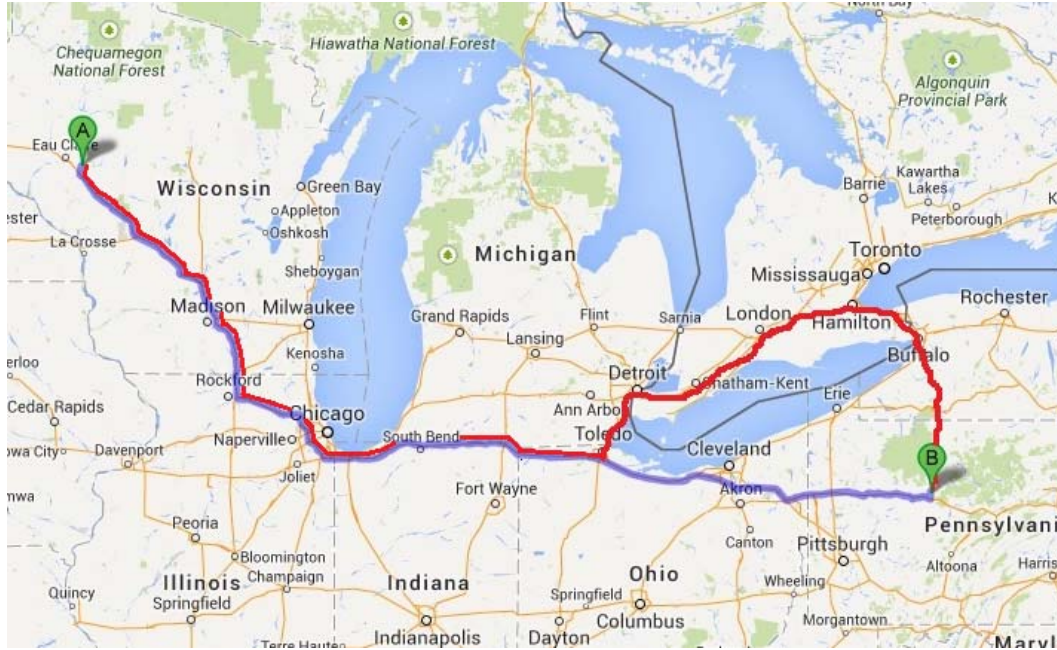 North Bay
Chequamegon
National Forest
Hiawatha National Forest
Algonquin
Provincial Park
A
Eau Claire
Wisconsin
Green Bay
Appleton
Oshkosh
La Crosse
Sheboygan
Michigan
Barrie
Kawartha
Lakes
Peterborough
Toronto
Mississauga
Madison
Milwaukee
Grand Rapids
Flint
Sarnia
London
Hamilton
Rochester
Lansing
Buffalo
Kenosha
Rockford
Detroit
Chatham-Kent
Erie
Cedar Rapids
Chicago
Ann Arbo
Naperville
South Bend
Toledo
Cleveland
B
owa City
Davenport
Joliet
Fort Wayne
Akron
Peoria
Pennsylvani
Canton
Pittsburgh
Bloomington
Altoona
Champaign
Illinois
Indiana
Ohio
Harris
Quincy
Springfield
Springfield
Wheeling
Columbus
Morgantown
Indianapolis
Dayton
Terre Haute
Maryl